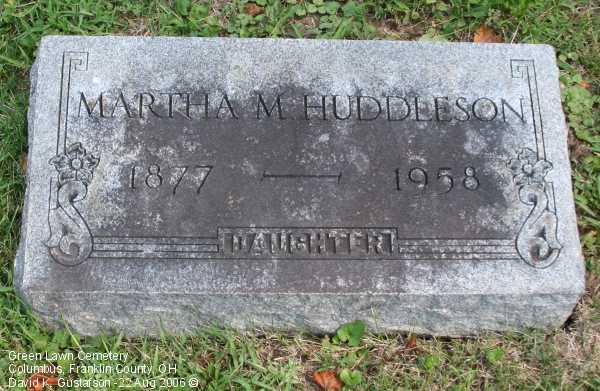 MARTHA M. HUDDLESON
1877 — 1958
DAUGHTER
Green Lawn Cemetery
Columbus, Franklin County, OH
David K. Gustafson - 22 Aug 2006 ©